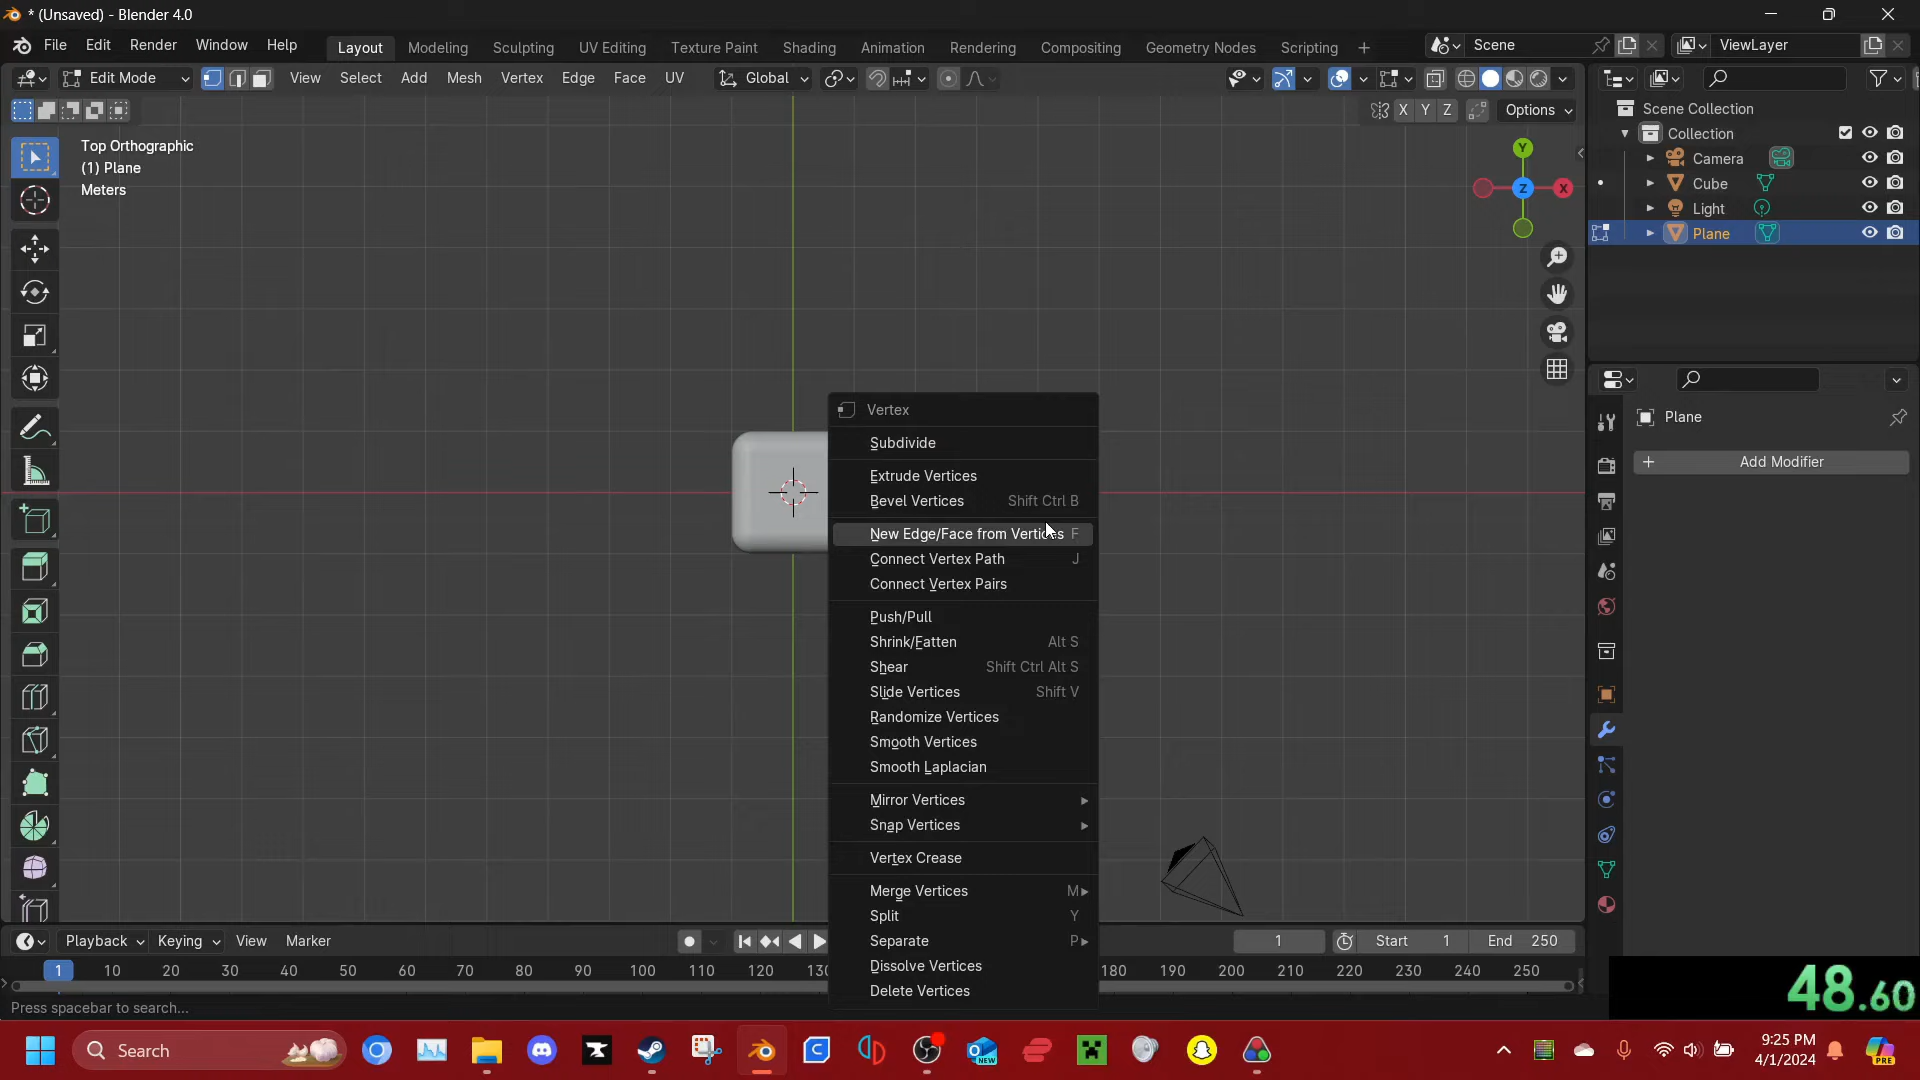 * (Unsaved) - Blender 4.0
File Edit Render Window Help Layout Modeling Sculpting UV Editing Texture Paint Shading Animation Rendering Compositing Geometry Nodes Scripting + Scene ViewLayer
Edit Mode View Select Add Mesh Vertex Edge Face UV Global
X Y Z Options
Scene Collection
Collection
Camera
Cube
Light
Plane
Top Orthographic
(1) Plane
Meters
Y
Z
X
Plane
+ Add Modifier
Vertex
Subdivide
Extrude Vertices
Bevel Vertices Shift Ctrl B
New Edge/Face from Vertices F
Connect Vertex Path J
Connect Vertex Pairs
Push/Pull
Shrink/Fatten Alt S
Shear Shift Ctrl Alt S
Slide Vertices Shift V
Randomize Vertices
Smooth Vertices
Smooth Laplacian
Mirror Vertices
Snap Vertices
Vertex Crease
Merge Vertices M
Split Y
Separate P
Dissolve Vertices
Delete Vertices
Playback Keying View Marker 1 Start 1 End 250
1 10 20 30 40 50 60 70 80 90 100 110 120 180 190 200 210 220 230 240 250
Press spacebar to search...
48.60
Search
NEW
9:25 PM
4/1/2024
PRE